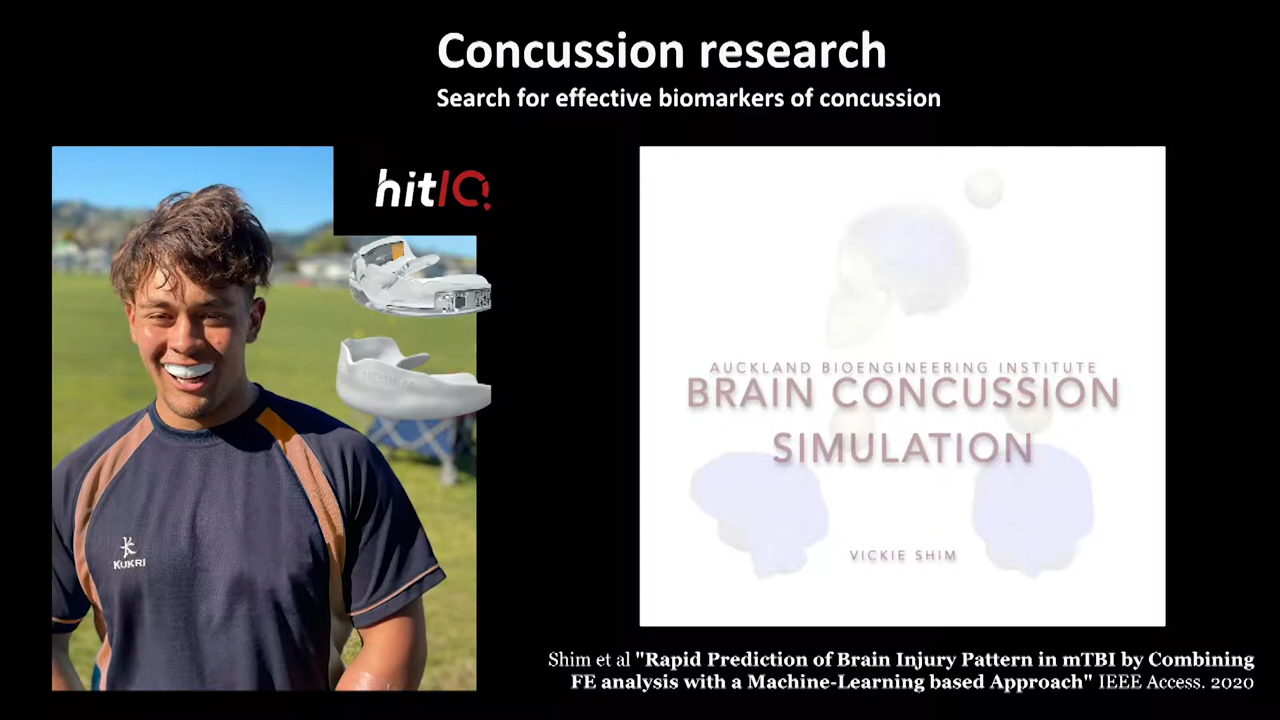 Concussion research
Search for effective biomarkers of concussion
hitIQ
AUCKLAND BIOENGINEERING INSTITUTE
BRAIN CONCUSSION
SIMULATION
KUKRI
VICKIE SHIM
Shim et al "Rapid Prediction of Brain Injury Pattern in mTBI by Combining
FE analysis with a Machine-Learning based Approach" IEEE Access. 2020